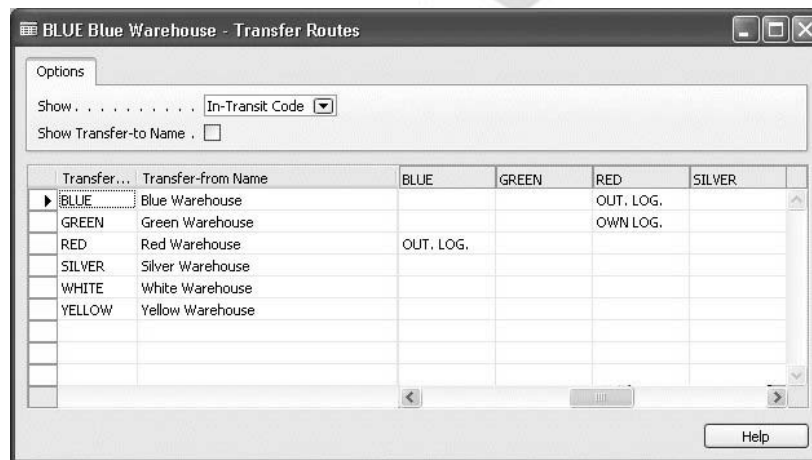 BLUE Blue Warehouse - Transfer Routes
Options
Show . . . . . . . . . . In-Transit Code
Show Transfer-to Name .
Transfer... Transfer-from Name BLUE GREEN RED SILVER
BLUE Blue Warehouse OUT. LOG.
GREEN Green Warehouse OWN LOG.
RED Red Warehouse OUT. LOG.
SILVER Silver Warehouse
WHITE White Warehouse
YELLOW Yellow Warehouse
Help